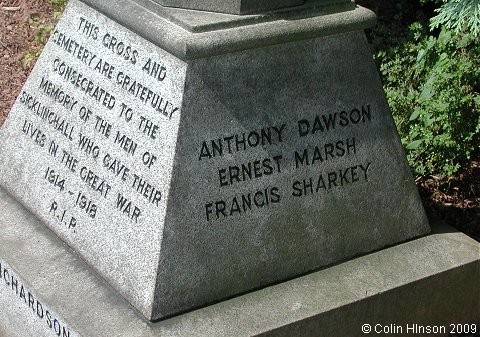 THIS CROSS AND
CEMETERY ARE GRATEFULLY
CONSECRATED TO THE
MEMORY OF THE MEN OF
SICKLINGHALL WHO GAVE THEIR
LIVES IN THE GREAT WAR
1914-1918
R.I.P
ANTHONY DAWSON
ERNEST MARSH
FRANCIS SHARKEY
RICHARDSON
© Colin HInson 2009